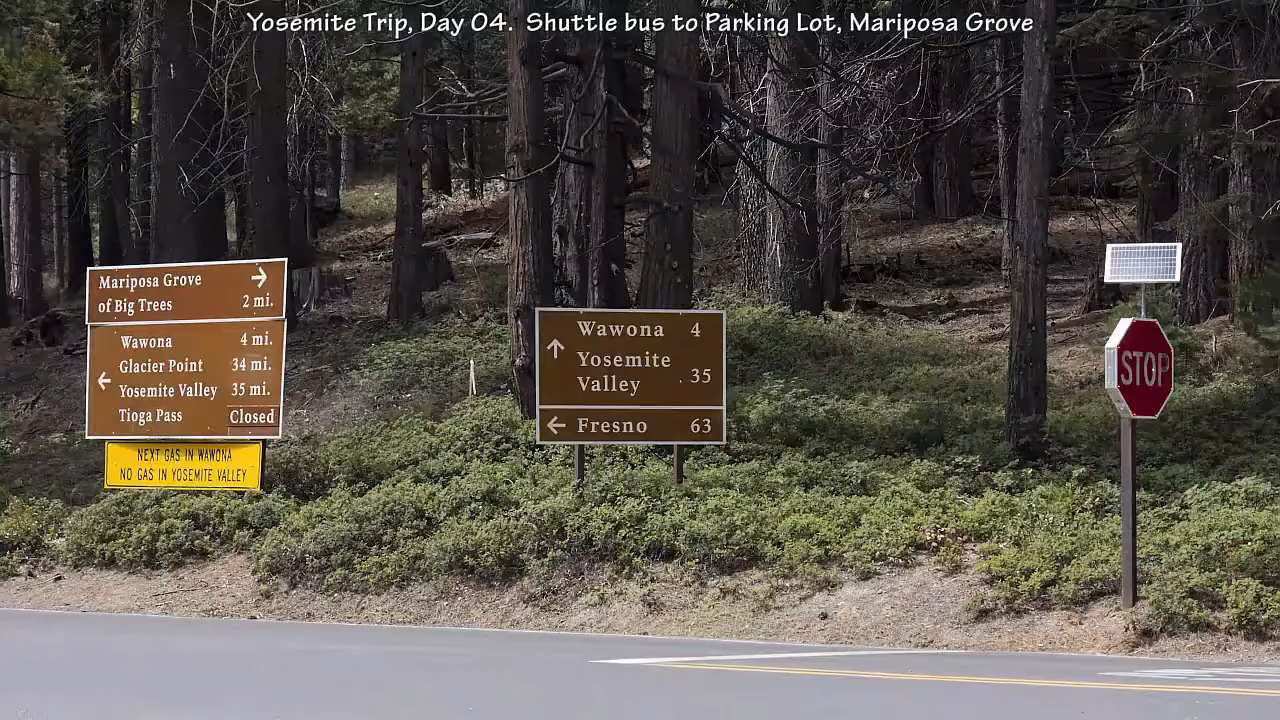 Yosemite Trip, Day 04. Shuttle bus to Parking Lot, Mariposa Grove
Mariposa Grove →
of Big Trees 2 mi.
Wawona 4 mi.
Glacier Point 34 mi.
← Yosemite Valley 35 mi.
Tioga Pass Closed
NEXT GAS IN WAWONA
NO GAS IN YOSEMITE VALLEY
Wawona 4
↑ Yosemite
Valley 35
← Fresno 63
STOP